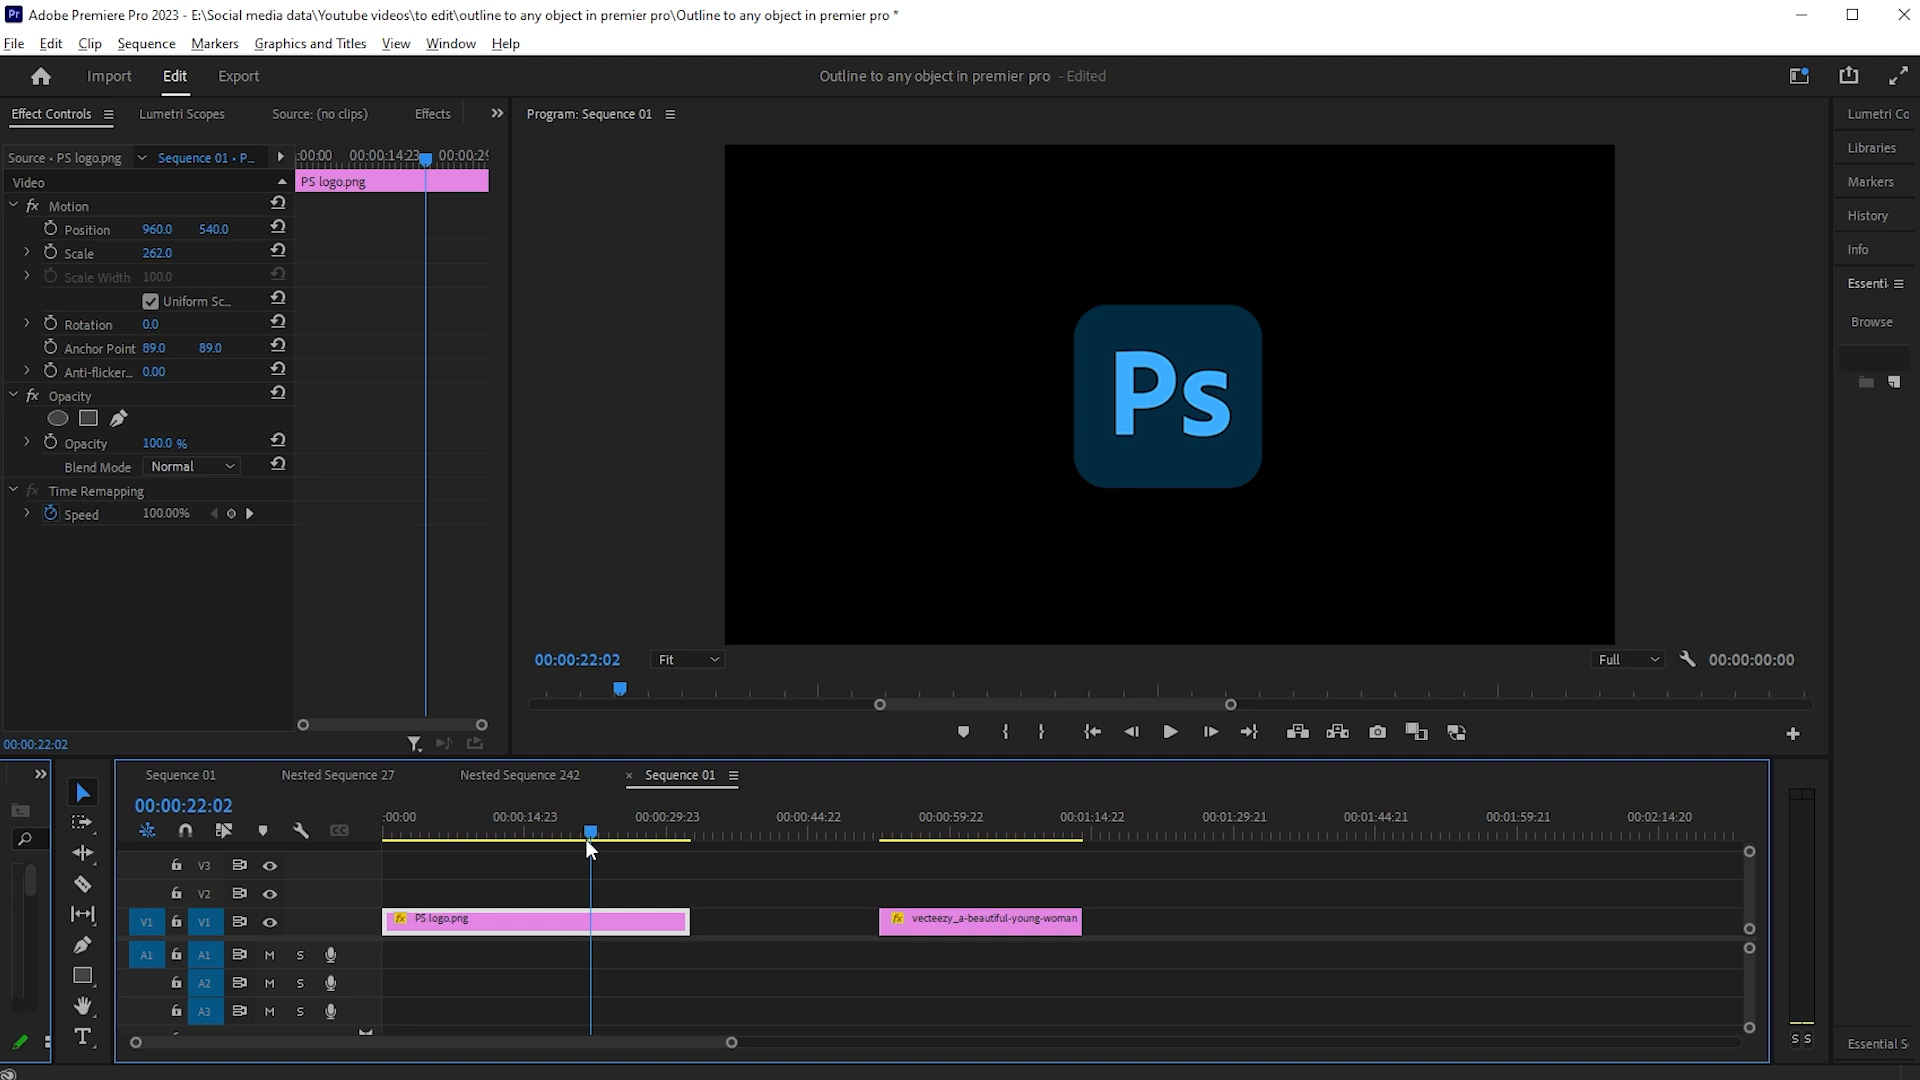 Pr Adobe Premiere Pro 2023 - E:\Social media data\Youtube videos\to edit\outline to any object in premier pro\Outline to any object in premier pro *
File Edit Clip Sequence Markers Graphics and Titles View Window Help
Import Edit Export
Outline to any object in premier pro - Edited
Effect Controls Lumetri Scopes Source: (no clips) Effects
Program: Sequence 01
Lumetri Co
Libraries
Markers
History
Info
Essenti
Browse
Source • PS logo.png Sequence 01 • P...
:00:00 00:00:14:23 00:00:29
Video
PS logo.png
fx Motion
Position 960.0 540.0
Scale 262.0
Scale Width 100.0
Uniform Sc...
Rotation 0.0
Anchor Point 89.0 89.0
Anti-flicker... 0.00
fx Opacity
Opacity 100.0 %
Blend Mode Normal
fx Time Remapping
Speed 100.00%
Ps
00:00:22:02
00:00:22:02 Fit Full 00:00:00:00
Sequence 01 Nested Sequence 27 Nested Sequence 242 × Sequence 01
00:00:22:02
:00:00 00:00:14:23 00:00:29:23 00:00:44:22 00:00:59:22 00:01:14:22 00:01:29:21 00:01:44:21 00:01:59:21 00:02:14:20
V3
V2
V1 V1 fx PS logo.png fx vecteezy_a-beautiful-young-woman
A1 A1 M S
A2 M S
A3 M S
T
S S
Essential S